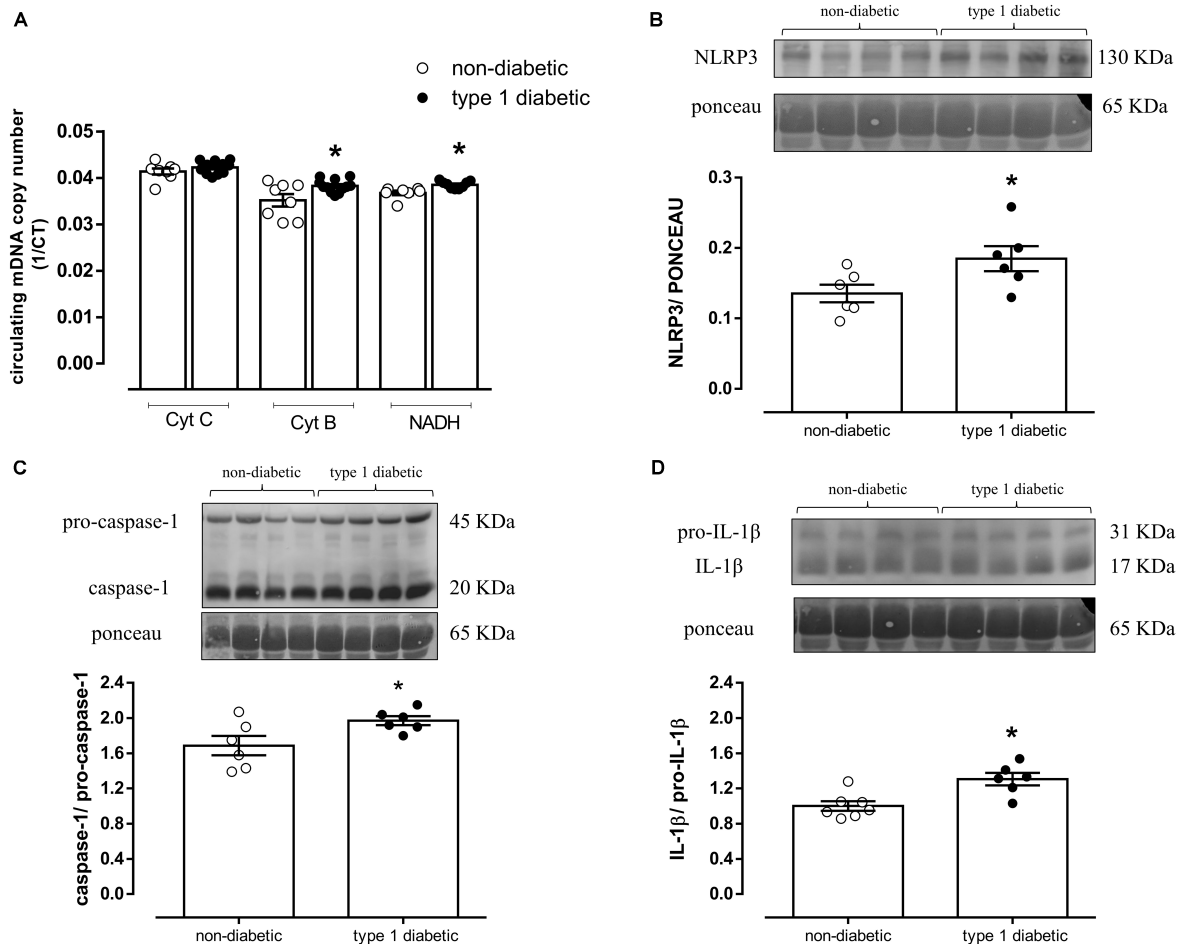 A
non-diabetic
type 1 diabetic
circulating mDNA copy number
(1/CT)
0.05
0.04
0.03
0.02
0.01
0.00
*
*
Cyt C
Cyt B
NADH
B
non-diabetic
type 1 diabetic
NLRP3
130 KDa
ponceau
65 KDa
NLRP3/ PONCEAU
0.3
0.2
0.1
0.0
*
non-diabetic
type 1 diabetic
C
non-diabetic
type 1 diabetic
pro-caspase-1
45 KDa
caspase-1
20 KDa
ponceau
65 KDa
caspase-1/ pro-caspase-1
2.4
2.0
1.6
1.2
0.8
0.4
0.0
*
non-diabetic
type 1 diabetic
D
non-diabetic
type 1 diabetic
pro-IL-1β
31 KDa
IL-1β
17 KDa
ponceau
65 KDa
IL-1β/ pro-IL-1β
2.4
2.0
1.6
1.2
0.8
0.4
0.0
*
non-diabetic
type 1 diabetic